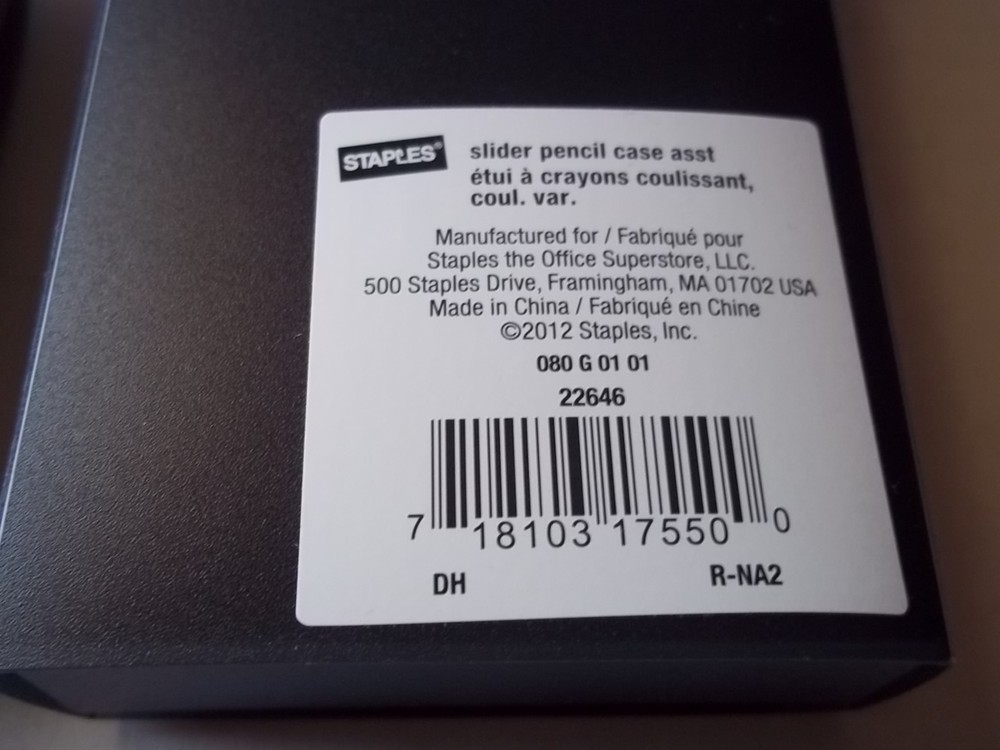 STAPLES®
slider pencil case asst
étui à crayons coulissant,
coul. var.
Manufactured for / Fabriqué pour
Staples the Office Superstore, LLC.
500 Staples Drive, Framingham, MA 01702 USA
Made in China / Fabriqué en Chine
©2012 Staples, Inc.
080 G 01 01
22646
7 18103 17550 0
DH R-NA2